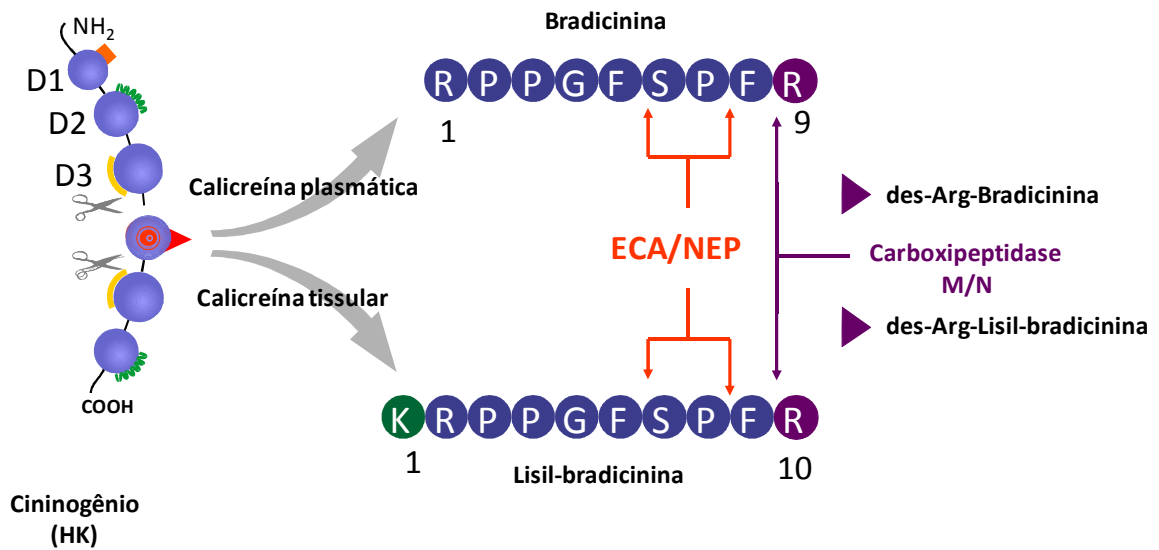 NH2
D1
D2
D3
COOH
Cininogênio
(HK)
Calicreína plasmática
Calicreína tissular
Bradicinina
R P P G F S P F R
1 9
ECA/NEP
des-Arg-Bradicinina
Carboxipeptidase
M/N
des-Arg-Lisil-bradicinina
K R P P G F S P F R
1 10
Lisil-bradicinina